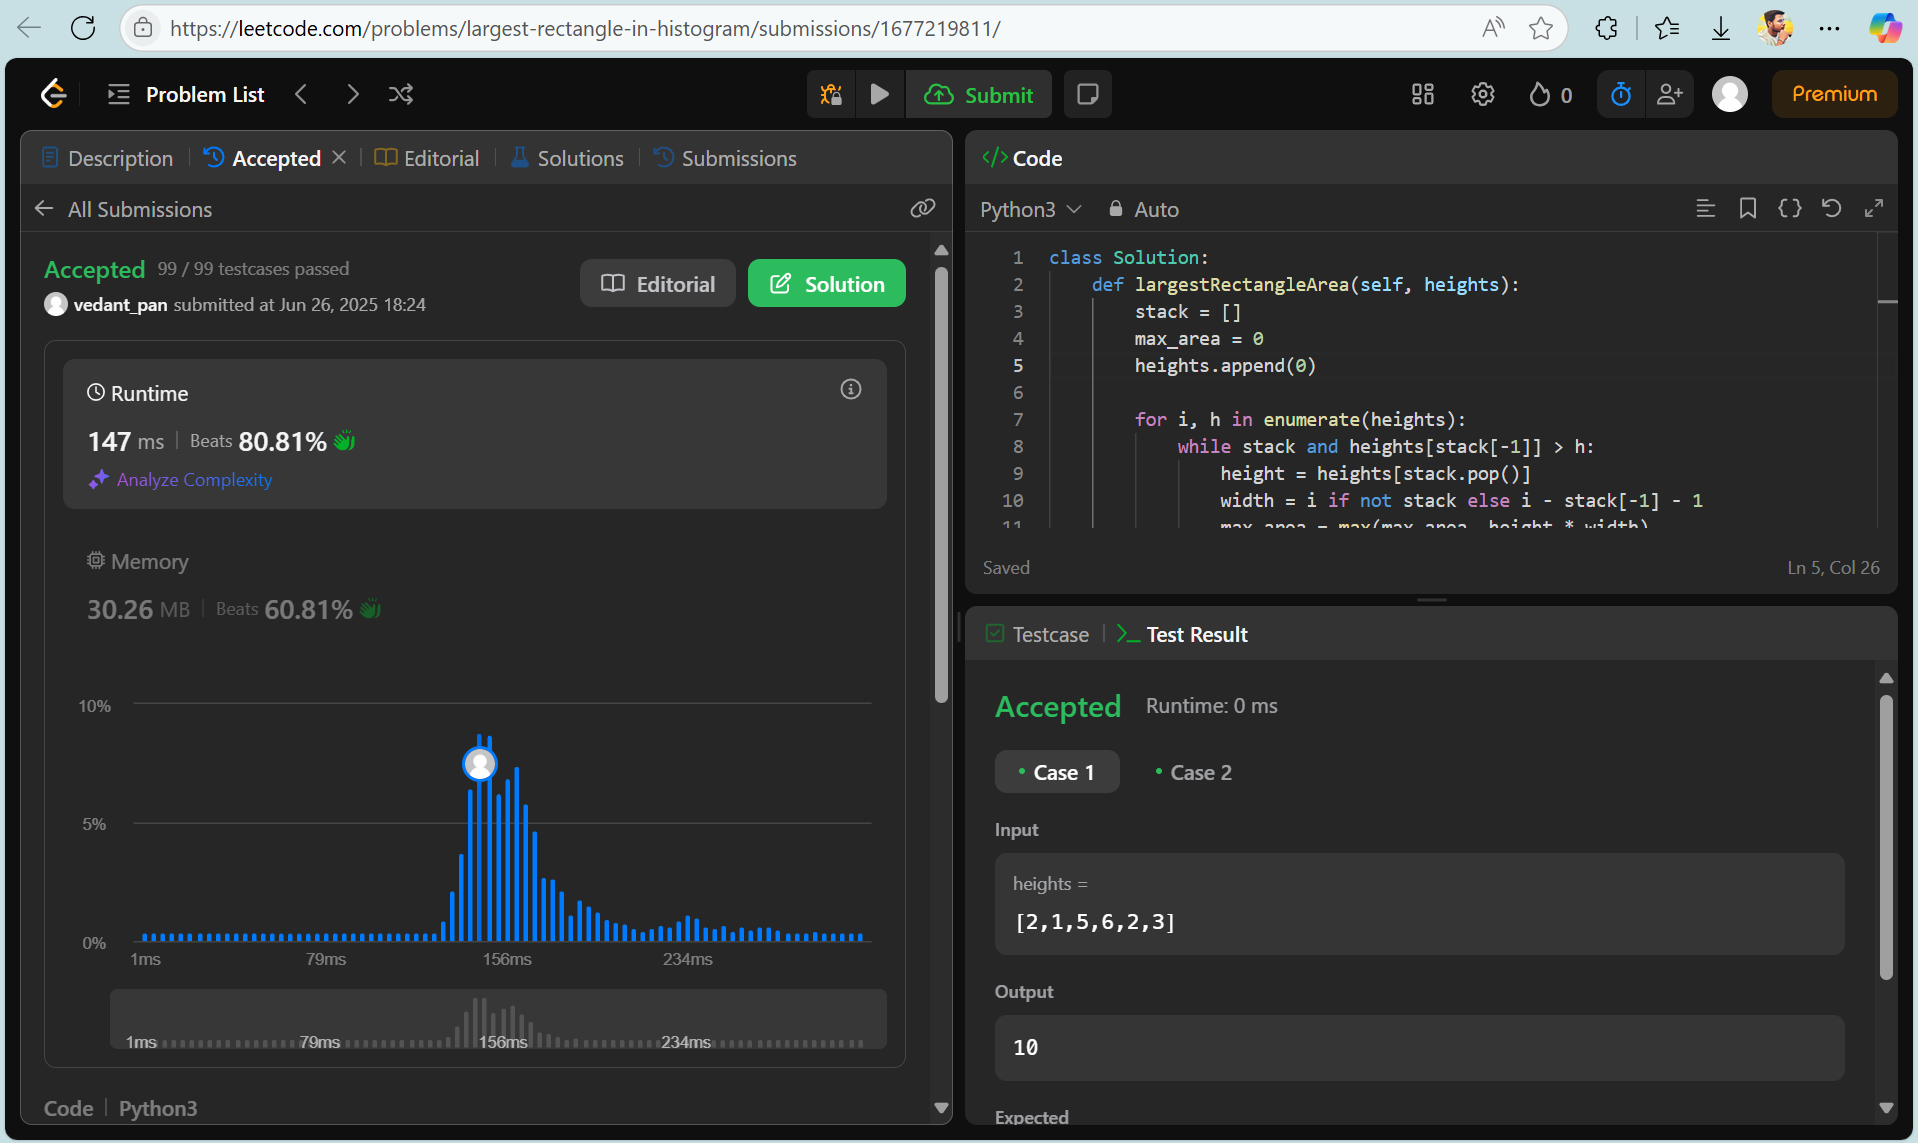 https://leetcode.com/problems/largest-rectangle-in-histogram/submissions/1677219811/
Problem List
Submit
0
Premium
Description
Accepted
Editorial
Solutions
Submissions
All Submissions
Accepted 99 / 99 testcases passed
vedant_pan submitted at Jun 26, 2025 18:24
Editorial
Solution
Runtime
147 ms | Beats 80.81%
Analyze Complexity
Memory
30.26 MB | Beats 60.81%
10%
5%
0%
1ms 79ms 156ms 234ms
1ms 79ms 156ms 234ms
Code | Python3
</> Code
Python3 Auto
1 class Solution:
2     def largestRectangleArea(self, heights):
3         stack = []
4         max_area = 0
5         heights.append(0)
6
7         for i, h in enumerate(heights):
8             while stack and heights[stack[-1]] > h:
9                 height = heights[stack.pop()]
10                 width = i if not stack else i - stack[-1] - 1
11                 max_area = max(max_area, height * width)
Saved
Ln 5, Col 26
Testcase
Test Result
Accepted Runtime: 0 ms
Case 1
Case 2
Input
heights =
[2,1,5,6,2,3]
Output
10
Expected